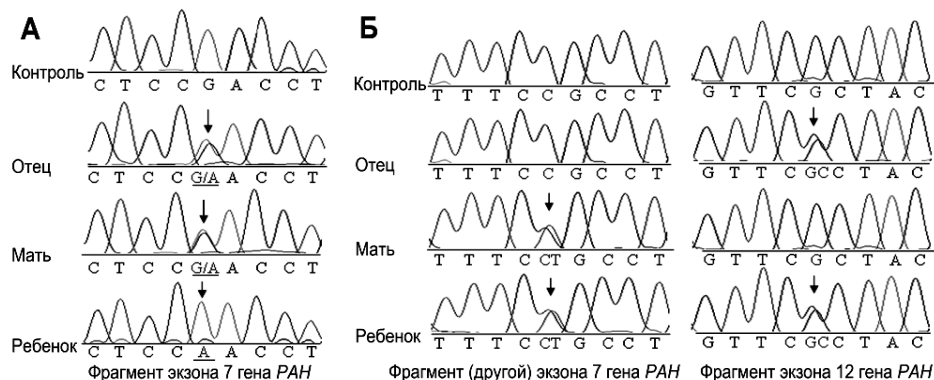 А
Контроль
C T C C G A C C T
Отец
C T C C G/A A C C T
Мать
C T C C G/A A C C T
Ребенок
C T C C A A C C T
Фрагмент экзона 7 гена PAH
Б
Контроль
T T T C C G C C T
G T T C G C T A C
Отец
T T T C C G C C T
G T T C GC C T A C
Мать
T T T C CT G C C T
G T T C G C T A C
Ребенок
T T T C CT G C C T
G T T C GC C T A C
Фрагмент (другой) экзона 7 гена PAH
Фрагмент экзона 12 гена PAH